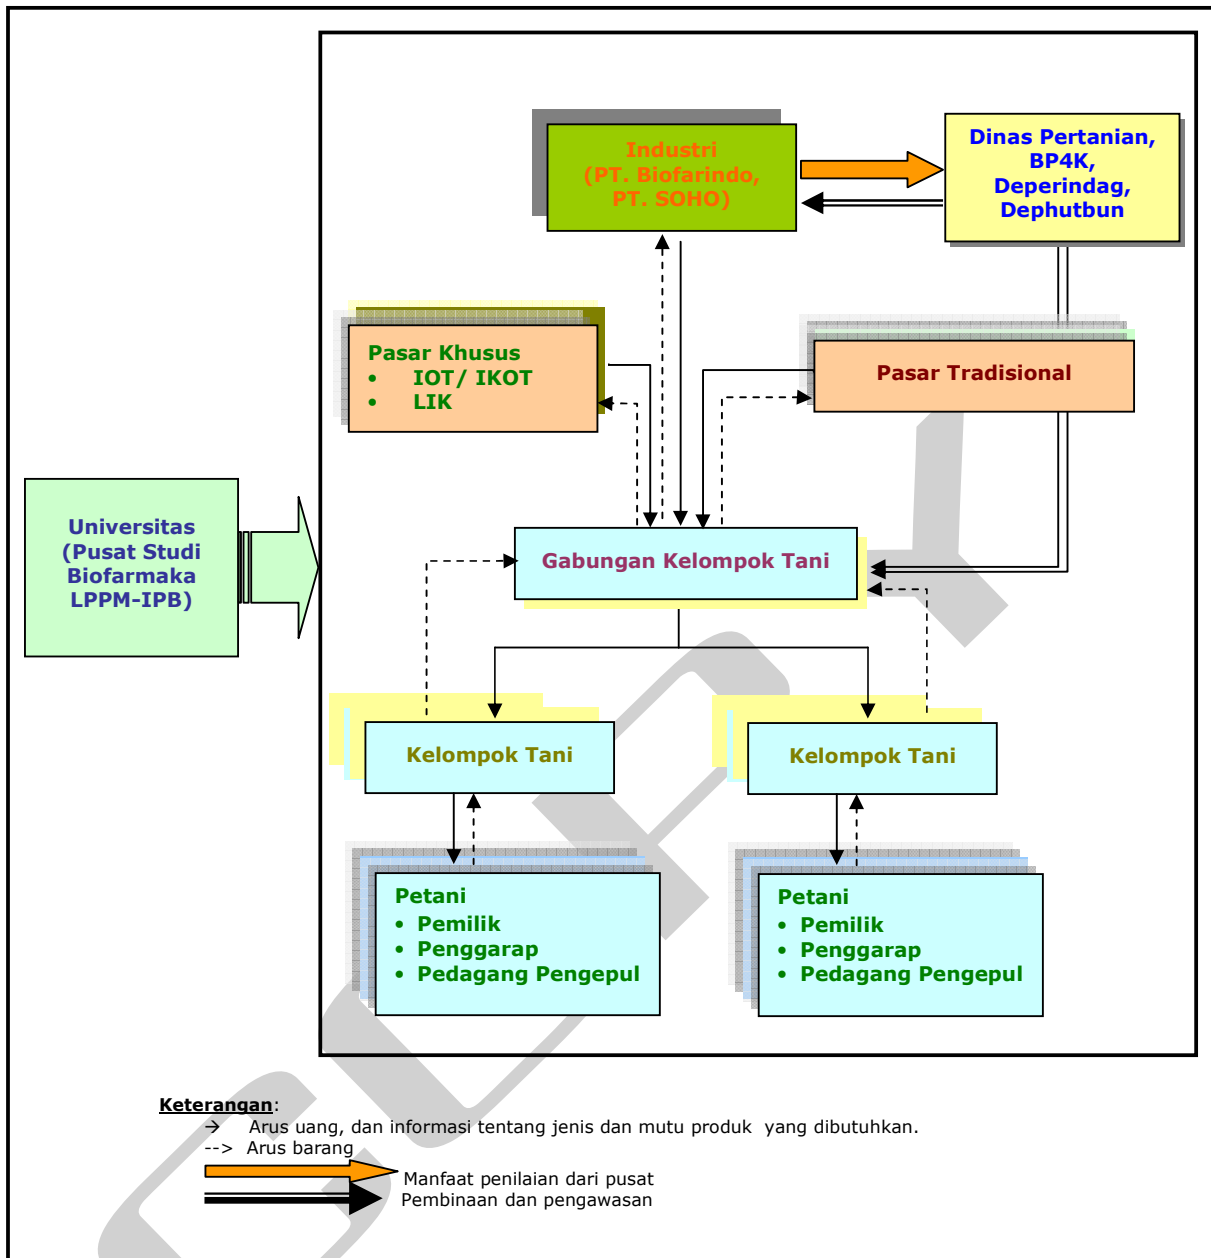 Industri
(PT. Biofarindo,
PT. SOHO)
Dinas Pertanian,
BP4K,
Deperindag,
Dephutbun
Pasar Khusus
• IOT/ IKOT
• LIK
Pasar Tradisional
Universitas
(Pusat Studi
Biofarmaka
LPPM-IPB)
Gabungan Kelompok Tani
Kelompok Tani
Kelompok Tani
Petani
• Pemilik
• Penggarap
• Pedagang Pengepul
Petani
• Pemilik
• Penggarap
• Pedagang Pengepul
Keterangan:
→ Arus uang, dan informasi tentang jenis dan mutu produk yang dibutuhkan.
--> Arus barang
Manfaat penilaian dari pusat
Pembinaan dan pengawasan
COPY